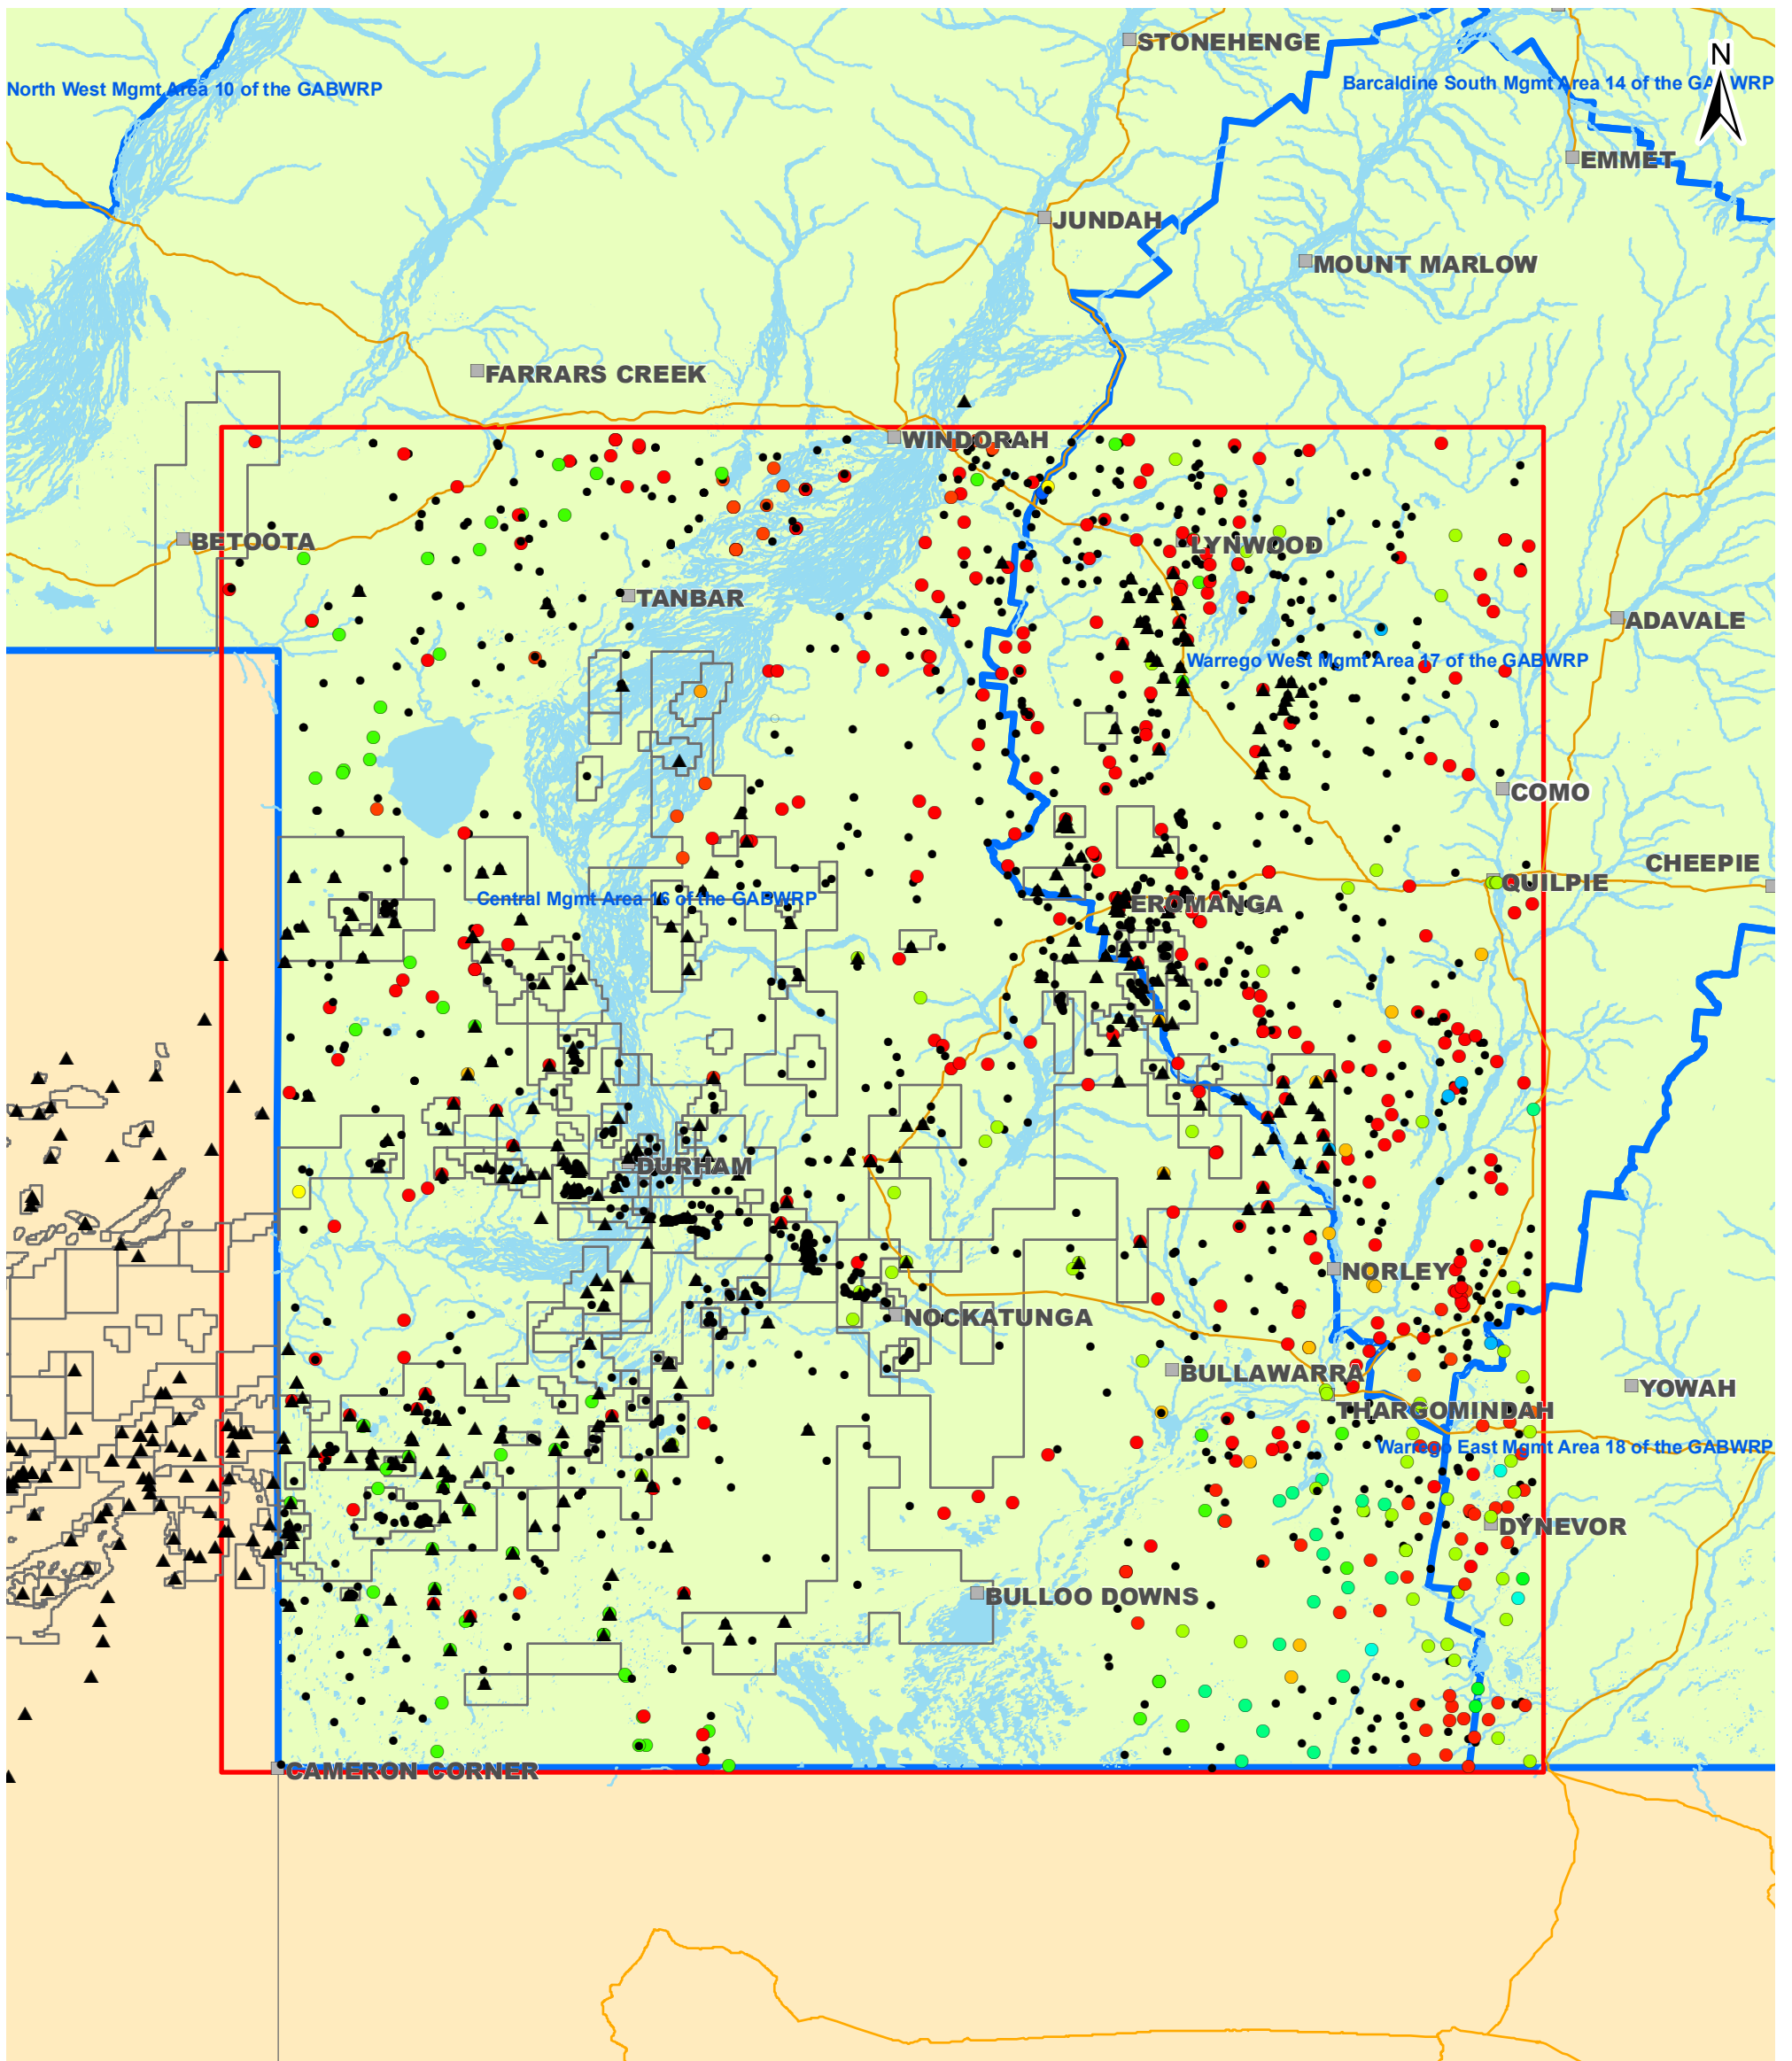 STONEHENGE
N
North West Mgmt Area 10 of the GABWRP
Barcaldine South Mgmt Area 14 of the GABWRP
EMMET
JUNDAH
MOUNT MARLOW
FARRARS CREEK
WINDORAH
BETOOTA
LYNWOOD
TANBAR
ADAVALE
Warrego West Mgmt Area 17 of the GABWRP
COMO
CHEEPIE
QUILPIE
Central Mgmt Area 16 of the GABWRP
EROMANGA
DURHAM
NORLEY
NOCKATUNGA
BULLAWARRA
YOWAH
THARGOMINDAH
Warrego East Mgmt Area 18 of the GABWRP
DYNEVOR
BULLOO DOWNS
CAMERON CORNER